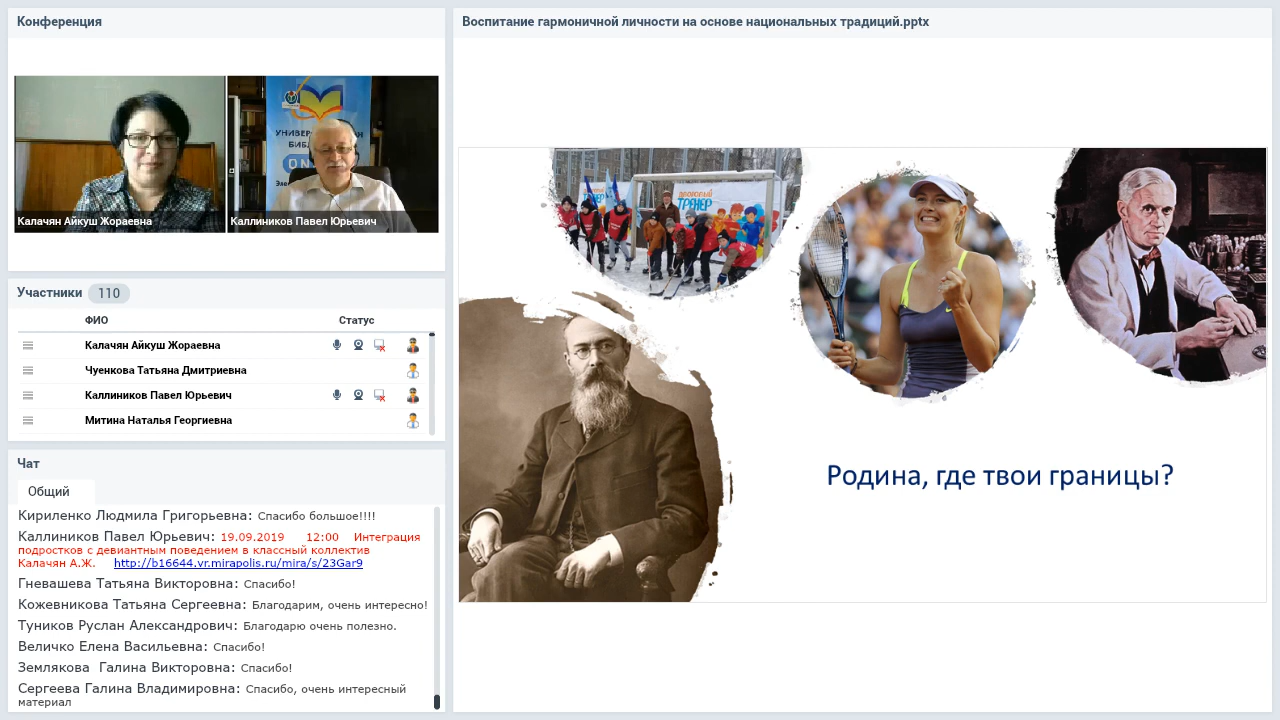 Конференция
Калачян Айкуш Жораевна
Каллиников Павел Юрьевич
Участники 110
ФИО Статус
Калачян Айкуш Жораевна
Чуенкова Татьяна Дмитриевна
Каллиников Павел Юрьевич
Митина Наталья Георгиевна
Чат
Общий
Кириленко Людмила Григорьевна: Спасибо большое!!!!
Каллиников Павел Юрьевич: 19.09.2019 12:00 Интеграция
подростков с девиантным поведением в классный коллектив
Калачян А.Ж. http://b16644.vr.mirapolis.ru/mira/s/23Gar9
Гневашева Татьяна Викторовна: Спасибо!
Кожевникова Татьяна Сергеевна: Благодарим, очень интересно!
Туников Руслан Александрович: Благодарю очень полезно.
Величко Елена Васильевна: Спасибо!
Землякова Галина Викторовна: Спасибо!
Сергеева Галина Владимировна: Спасибо, очень интересный
материал
Воспитание гармоничной личности на основе национальных традиций.pptx
ТРЕНЕР
Родина, где твои границы?